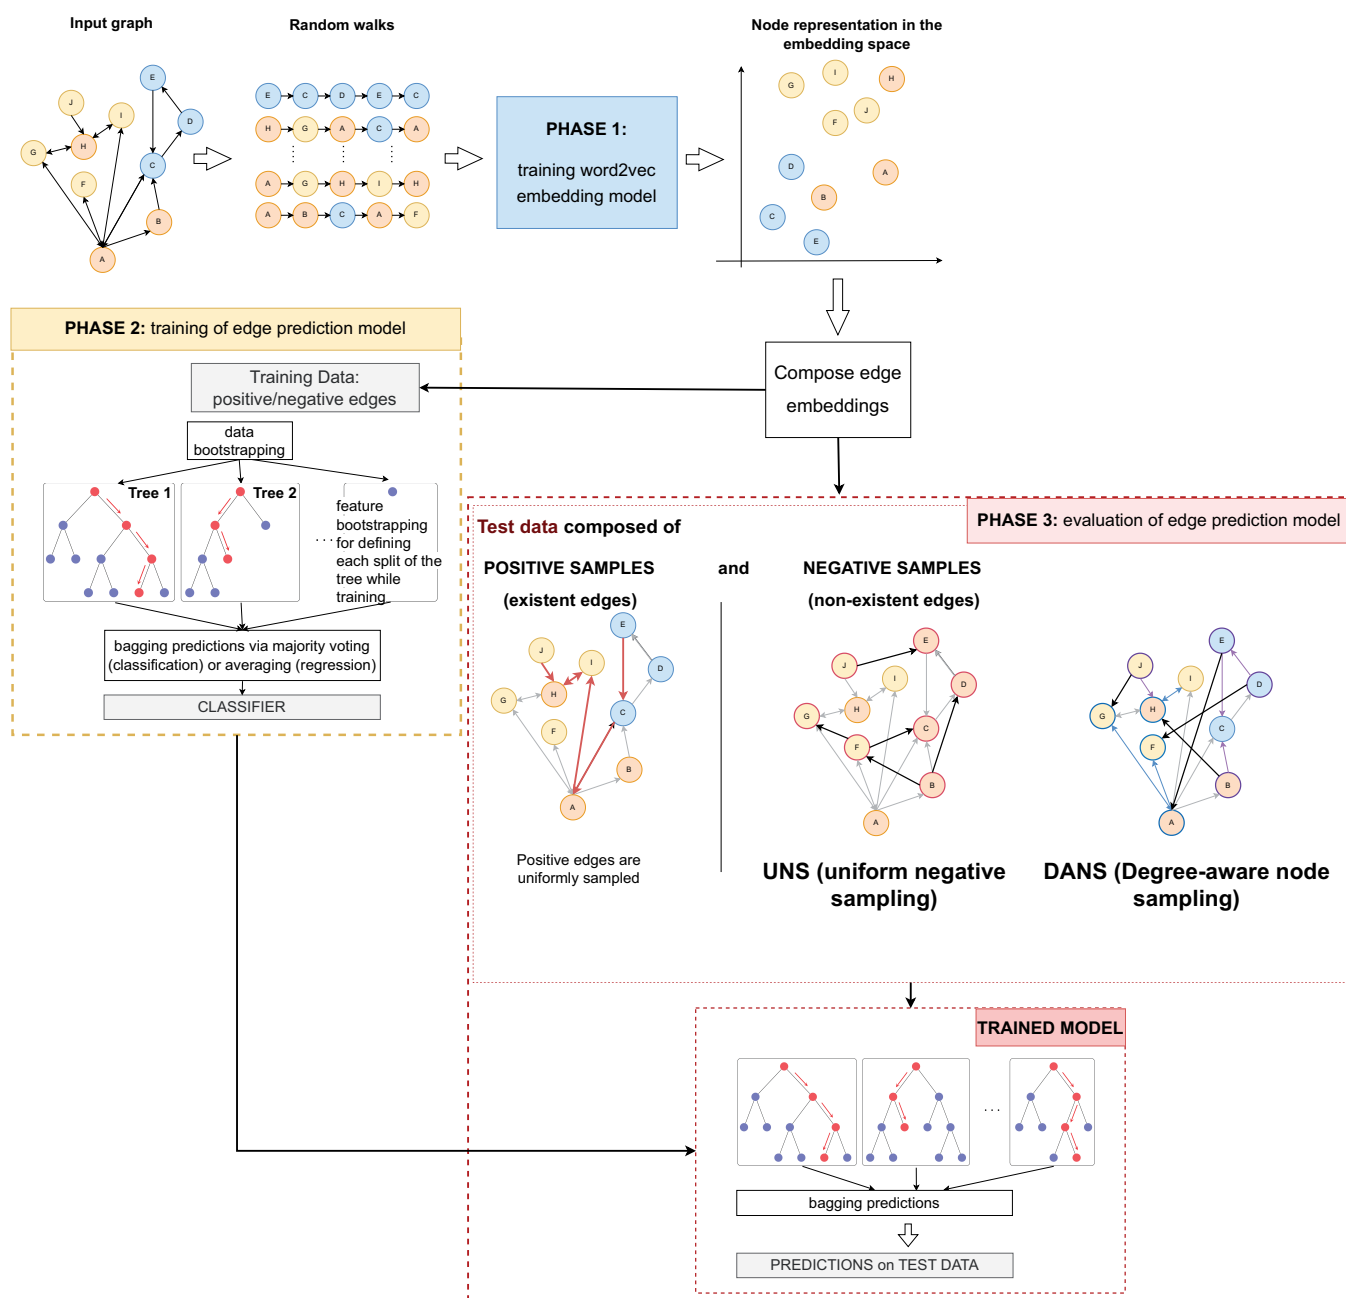 Input graph
Random walks
Node representation in the
embedding space
E
J
I
D
G
H
C
F
B
A
E C D E C
H G A C A
A G H I H
A B C A F
PHASE 1:
training word2vec
embedding model
I
H
G
J
F
D
A
B
C
E
PHASE 2: training of edge prediction model
Training Data:
positive/negative edges
data
bootstrapping
Tree 1
Tree 2
. . .
feature
bootstrapping
for defining
each split of the
tree while
training
bagging predictions via majority voting
(classification) or averaging (regression)
CLASSIFIER
Compose edge
embeddings
PHASE 3: evaluation of edge prediction model
Test data composed of
POSITIVE SAMPLES
(existent edges)
and
NEGATIVE SAMPLES
(non-existent edges)
E
J
I
D
H
G
C
F
B
A
Positive edges are
uniformly sampled
E
J
I
D
H
G
C
F
B
A
UNS (uniform negative
sampling)
E
J
I
D
H
G
C
F
B
A
DANS (Degree-aware node
sampling)
TRAINED MODEL
. . .
bagging predictions
PREDICTIONS on TEST DATA